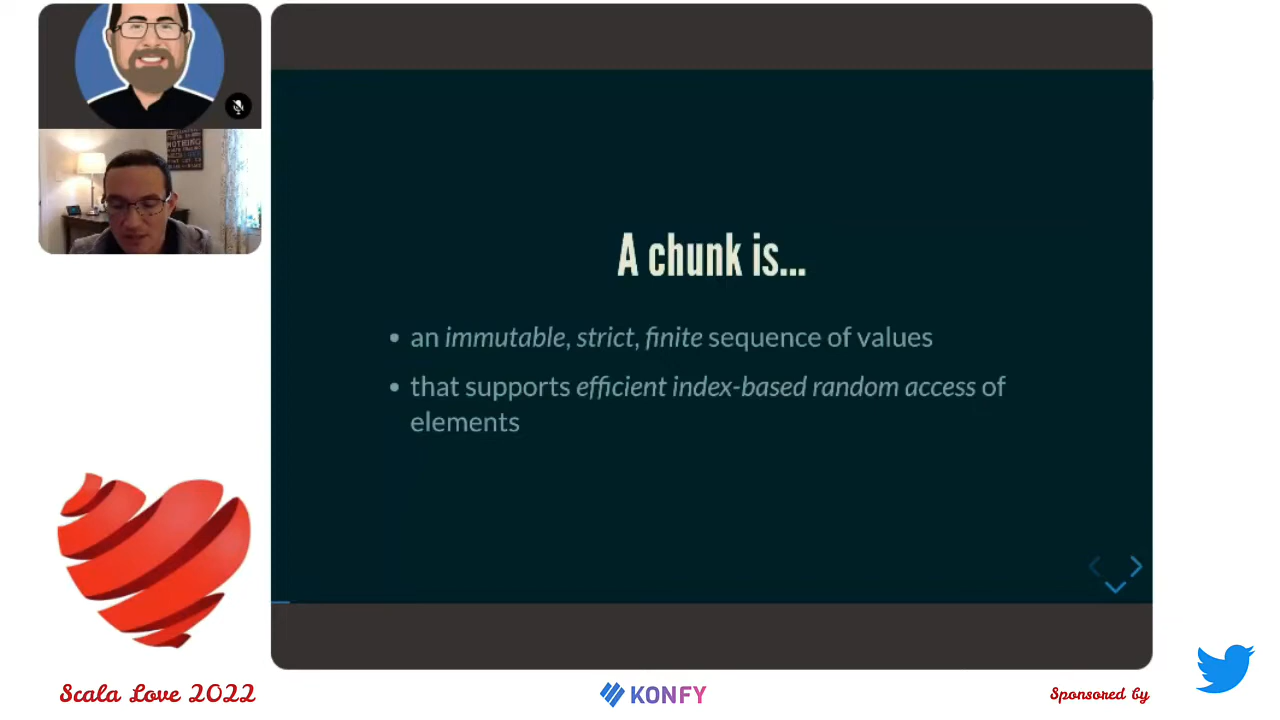 NOTHING
A chunk is...
• an immutable, strict, finite sequence of values
• that supports efficient index-based random access of
elements
Scala Love 2022
KONFY
Sponsored by